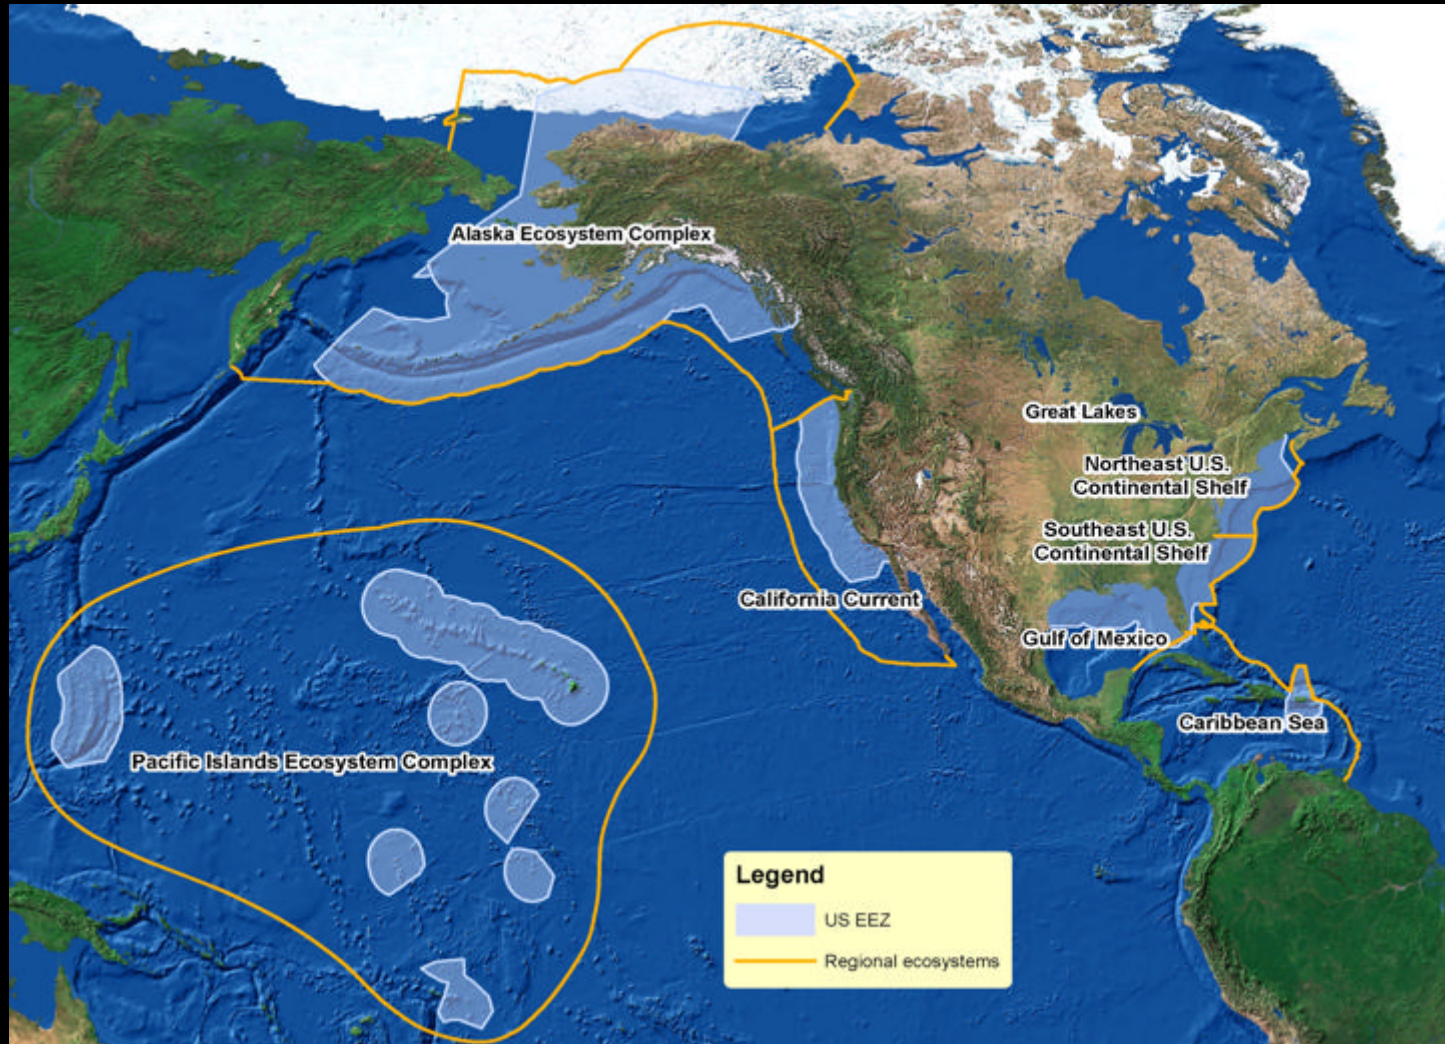 Alaska Ecosystem Complex
Great Lakes
Northeast U.S.
Continental Shelf
Southeast U.S.
Continental Shelf
California Current
Gulf of Mexico
Caribbean Sea
Pacific Islands Ecosystem Complex
Legend
US EEZ
Regional ecosystems